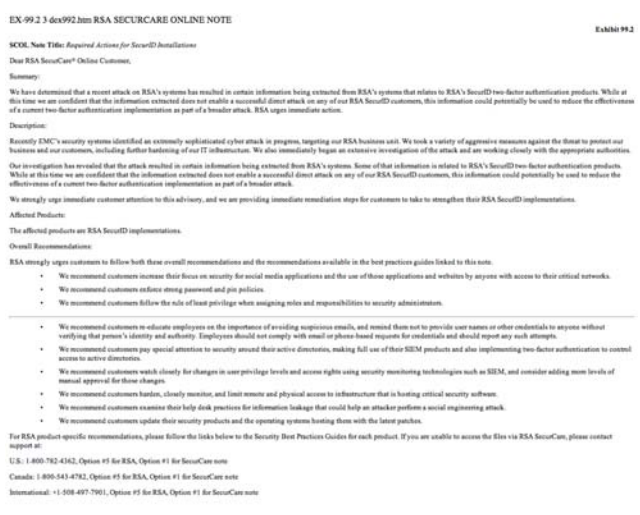 EX-99.2 3 dex992.htm RSA SECURCARE ONLINE NOTE
Exhibit 99.2
SCOL Note Title: Required Actions for SecurID Installations
Dear RSA SecurCare® Online Customer,
Summary:
We have determined that a recent attack on RSA's systems has resulted in certain information being extracted from RSA's systems that relates to RSA's SecurID two-factor authentication products. While at
this time we are confident that the information extracted does not enable a successful direct attack on any of our RSA SecurID customers, this information could potentially be used to reduce the effectiveness
of a current two-factor authentication implementation as part of a broader attack. RSA urges immediate action.
Description:
Recently EMC's security systems identified an extremely sophisticated cyber attack in progress, targeting our RSA business unit. We took a variety of aggressive measures against the threat to protect our
business and our customers, including further hardening of our IT infrastructure. We also immediately began an extensive investigation of the attack and are working closely with the appropriate authorities.
Our investigation has revealed that the attack resulted in certain information being extracted from RSA's systems. Some of that information is related to RSA's SecurID two-factor authentication products.
While at this time we are confident that the information extracted does not enable a successful direct attack on any of our RSA SecurID customers, this information could potentially be used to reduce the
effectiveness of a current two-factor authentication implementation as part of a broader attack.
We strongly urge immediate customer attention to this advisory, and we are providing immediate remediation steps for customers to take to strengthen their RSA SecurID implementations.
Affected Products:
The affected products are RSA SecurID implementations.
Overall Recommendations:
RSA strongly urges customers to follow both these overall recommendations and the recommendations available in the best practices guides linked to this note.
• We recommend customers increase their focus on security for social media applications and the use of those applications and websites by anyone with access to their critical networks.
• We recommend customers enforce strong password and pin policies.
• We recommend customers follow the rule of least privilege when assigning roles and responsibilities to security administrators.
• We recommend customers re-educate employees on the importance of avoiding suspicious emails, and remind them not to provide user names or other credentials to anyone without
verifying that person's identity and authority. Employees should not comply with email or phone-based requests for credentials and should report any such attempts.
• We recommend customers pay special attention to security around their active directories, making full use of their SIEM products and also implementing two-factor authentication to control
access to active directories.
• We recommend customers watch closely for changes in user privilege levels and access rights using security monitoring technologies such as SIEM, and consider adding more levels of
manual approval for those changes.
• We recommend customers harden, closely monitor, and limit remote and physical access to infrastructure that is hosting critical security software.
• We recommend customers examine their help desk practices for information leakage that could help an attacker perform a social engineering attack.
• We recommend customers update their security products and the operating systems hosting them with the latest patches.
For RSA product-specific recommendations, please follow the links below to the Security Best Practices Guides for each product. If you are unable to access the files via RSA SecurCare, please contact
support at:
U.S.: 1-800-782-4362, Option #5 for RSA, Option #1 for SecurCare note
Canada: 1-800-543-4782, Option #5 for RSA, Option #1 for SecurCare note
International: +1-508-497-7901, Option #5 for RSA, Option #1 for SecurCare note